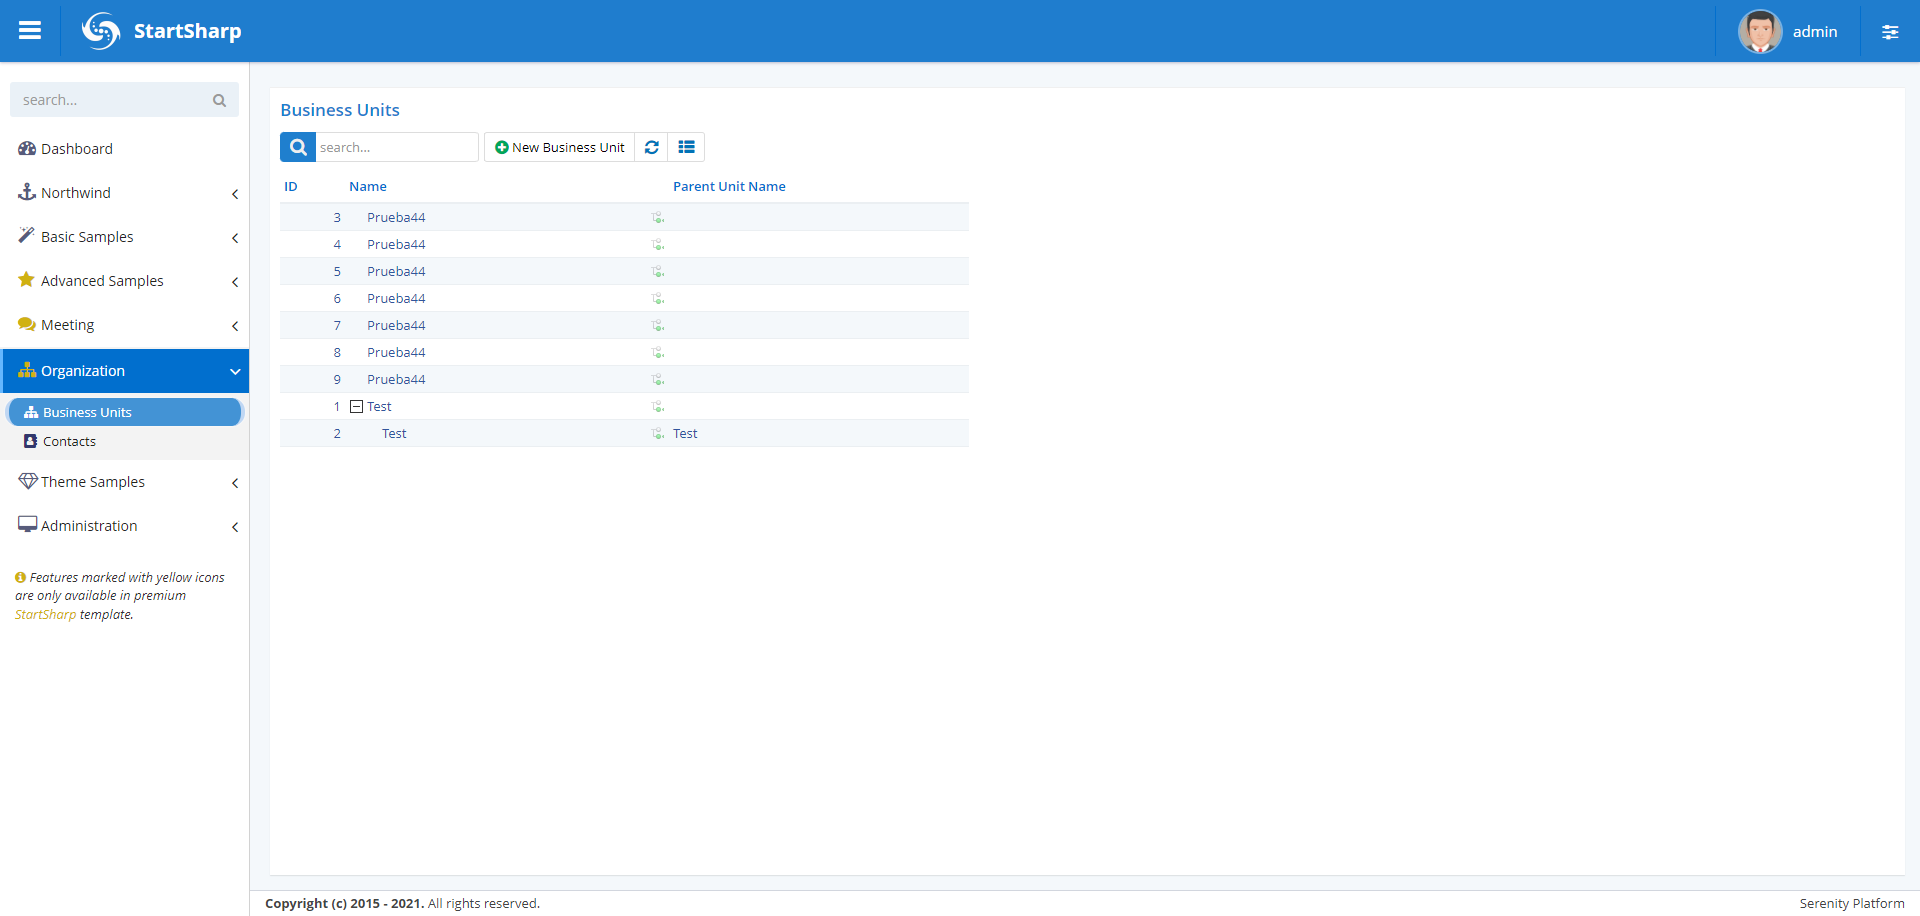 StartSharp
admin
search...
Dashboard
Northwind
Basic Samples
Advanced Samples
Meeting
Organization
Business Units
Contacts
Theme Samples
Administration
Features marked with yellow icons
are only available in premium
StartSharp template.
Business Units
search...
New Business Unit
ID Name Parent Unit Name
3 Prueba44
4 Prueba44
5 Prueba44
6 Prueba44
7 Prueba44
8 Prueba44
9 Prueba44
1 Test
2 Test Test
Copyright (c) 2015 - 2021. All rights reserved.
Serenity Platform